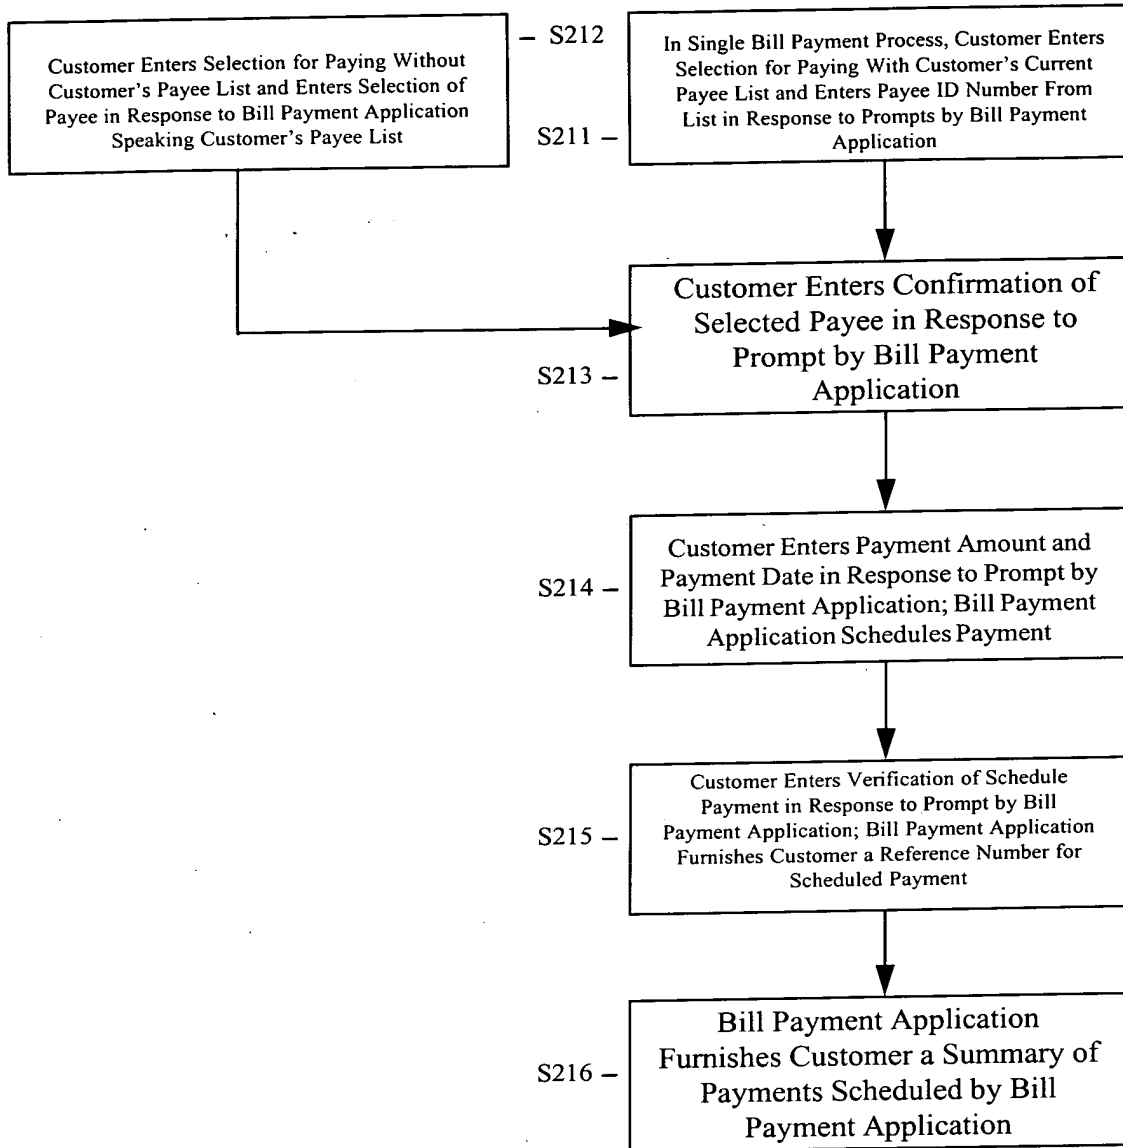 Customer Enters Selection for Paying Without
Customer's Payee List and Enters Selection of
Payee in Response to Bill Payment Application
Speaking Customer's Payee List
– S212
In Single Bill Payment Process, Customer Enters
Selection for Paying With Customer's Current
Payee List and Enters Payee ID Number From
List in Response to Prompts by Bill Payment
Application
S211 –
Customer Enters Confirmation of
Selected Payee in Response to
Prompt by Bill Payment
Application
S213 –
Customer Enters Payment Amount and
Payment Date in Response to Prompt by
Bill Payment Application; Bill Payment
Application Schedules Payment
S214 –
Customer Enters Verification of Schedule
Payment in Response to Prompt by Bill
Payment Application; Bill Payment Application
Furnishes Customer a Reference Number for
Scheduled Payment
S215 –
Bill Payment Application
Furnishes Customer a Summary of
Payments Scheduled by Bill
Payment Application
S216 –